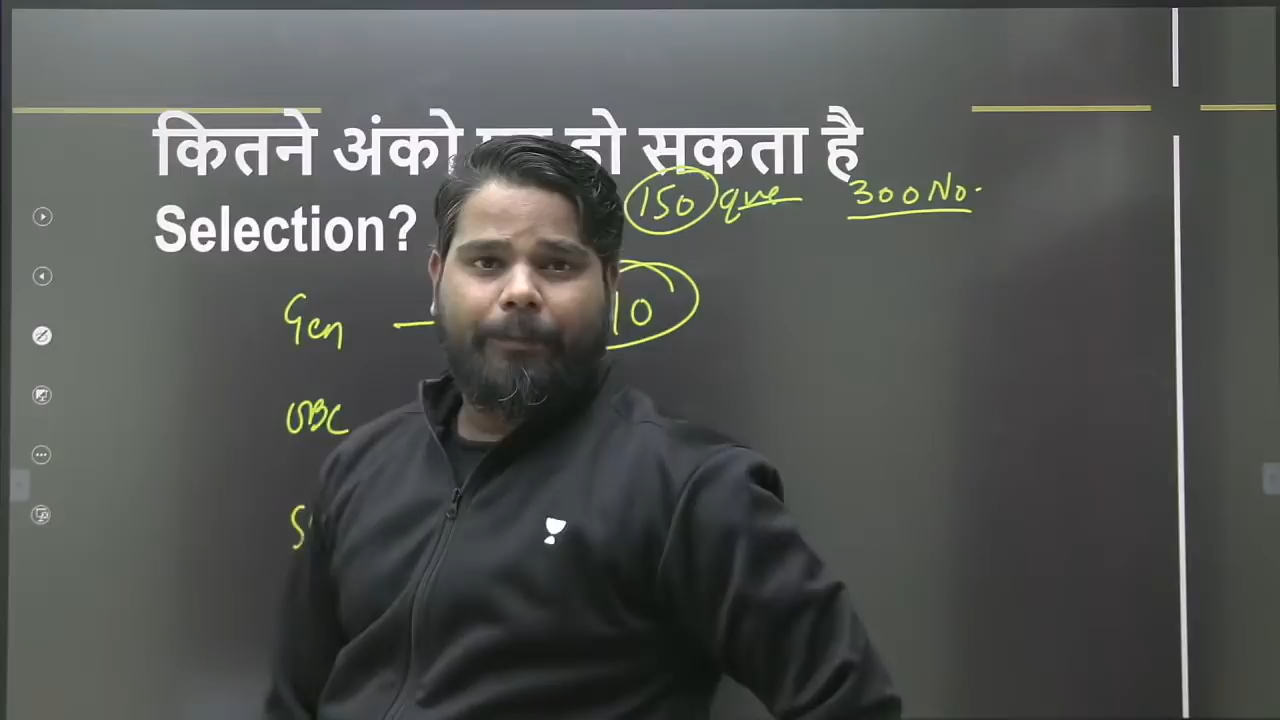 कितने अंको हो सकता है
Selection? 150 que 300 No.
Gen — 10
OBC
S